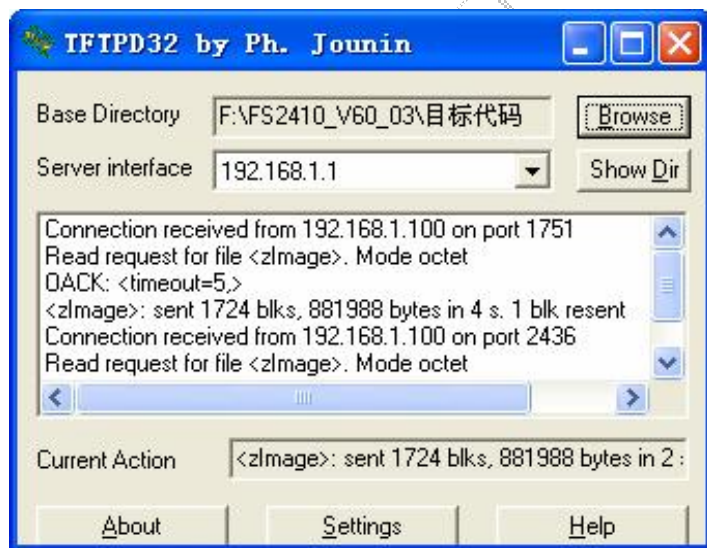 TFTPD32 by Ph. Jounin
Base Directory F:\FS2410_V60_03\目标代码 Browse
Server interface 192.168.1.1 Show Dir
Connection received from 192.168.1.100 on port 1751
Read request for file <zImage>. Mode octet
OACK: <timeout=5,>
<zImage>: sent 1724 blks, 881988 bytes in 4 s. 1 blk resent
Connection received from 192.168.1.100 on port 2436
Read request for file <zImage>. Mode octet
Current Action <zImage>: sent 1724 blks, 881988 bytes in 2
About Settings Help